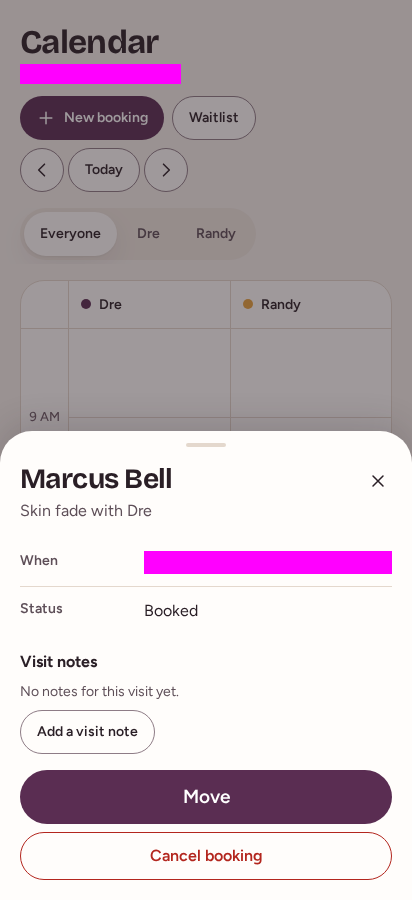 Calendar
New booking
Waitlist
Today
Everyone
Dre
Randy
Dre
Randy
9 AM
Marcus Bell
Skin fade with Dre
When
Status
Booked
Visit notes
No notes for this visit yet.
Add a visit note
Move
Cancel booking